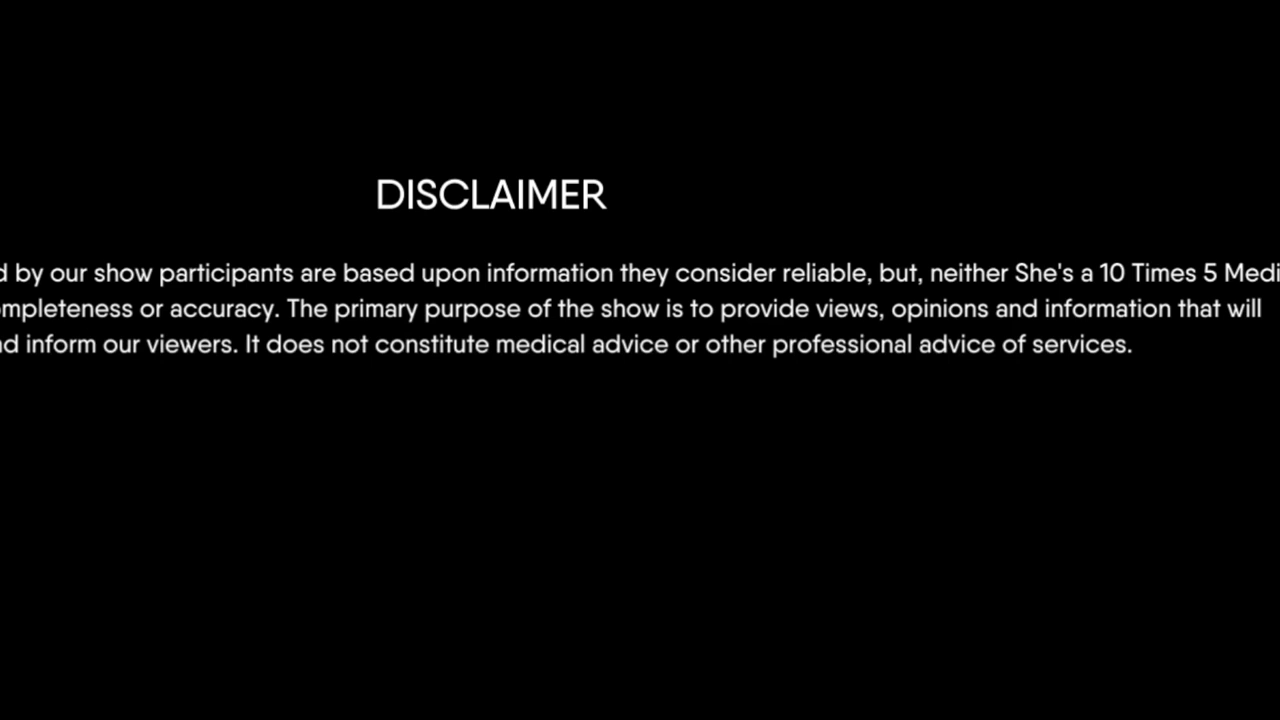 DISCLAIMER
by our show participants are based upon information they consider reliable, but, neither She's a 10 Times 5
or accuracy. The primary purpose of the show is to provide views, opinions and information that will
inform our viewers. It does not constitute medical advice or other professional advice of services.